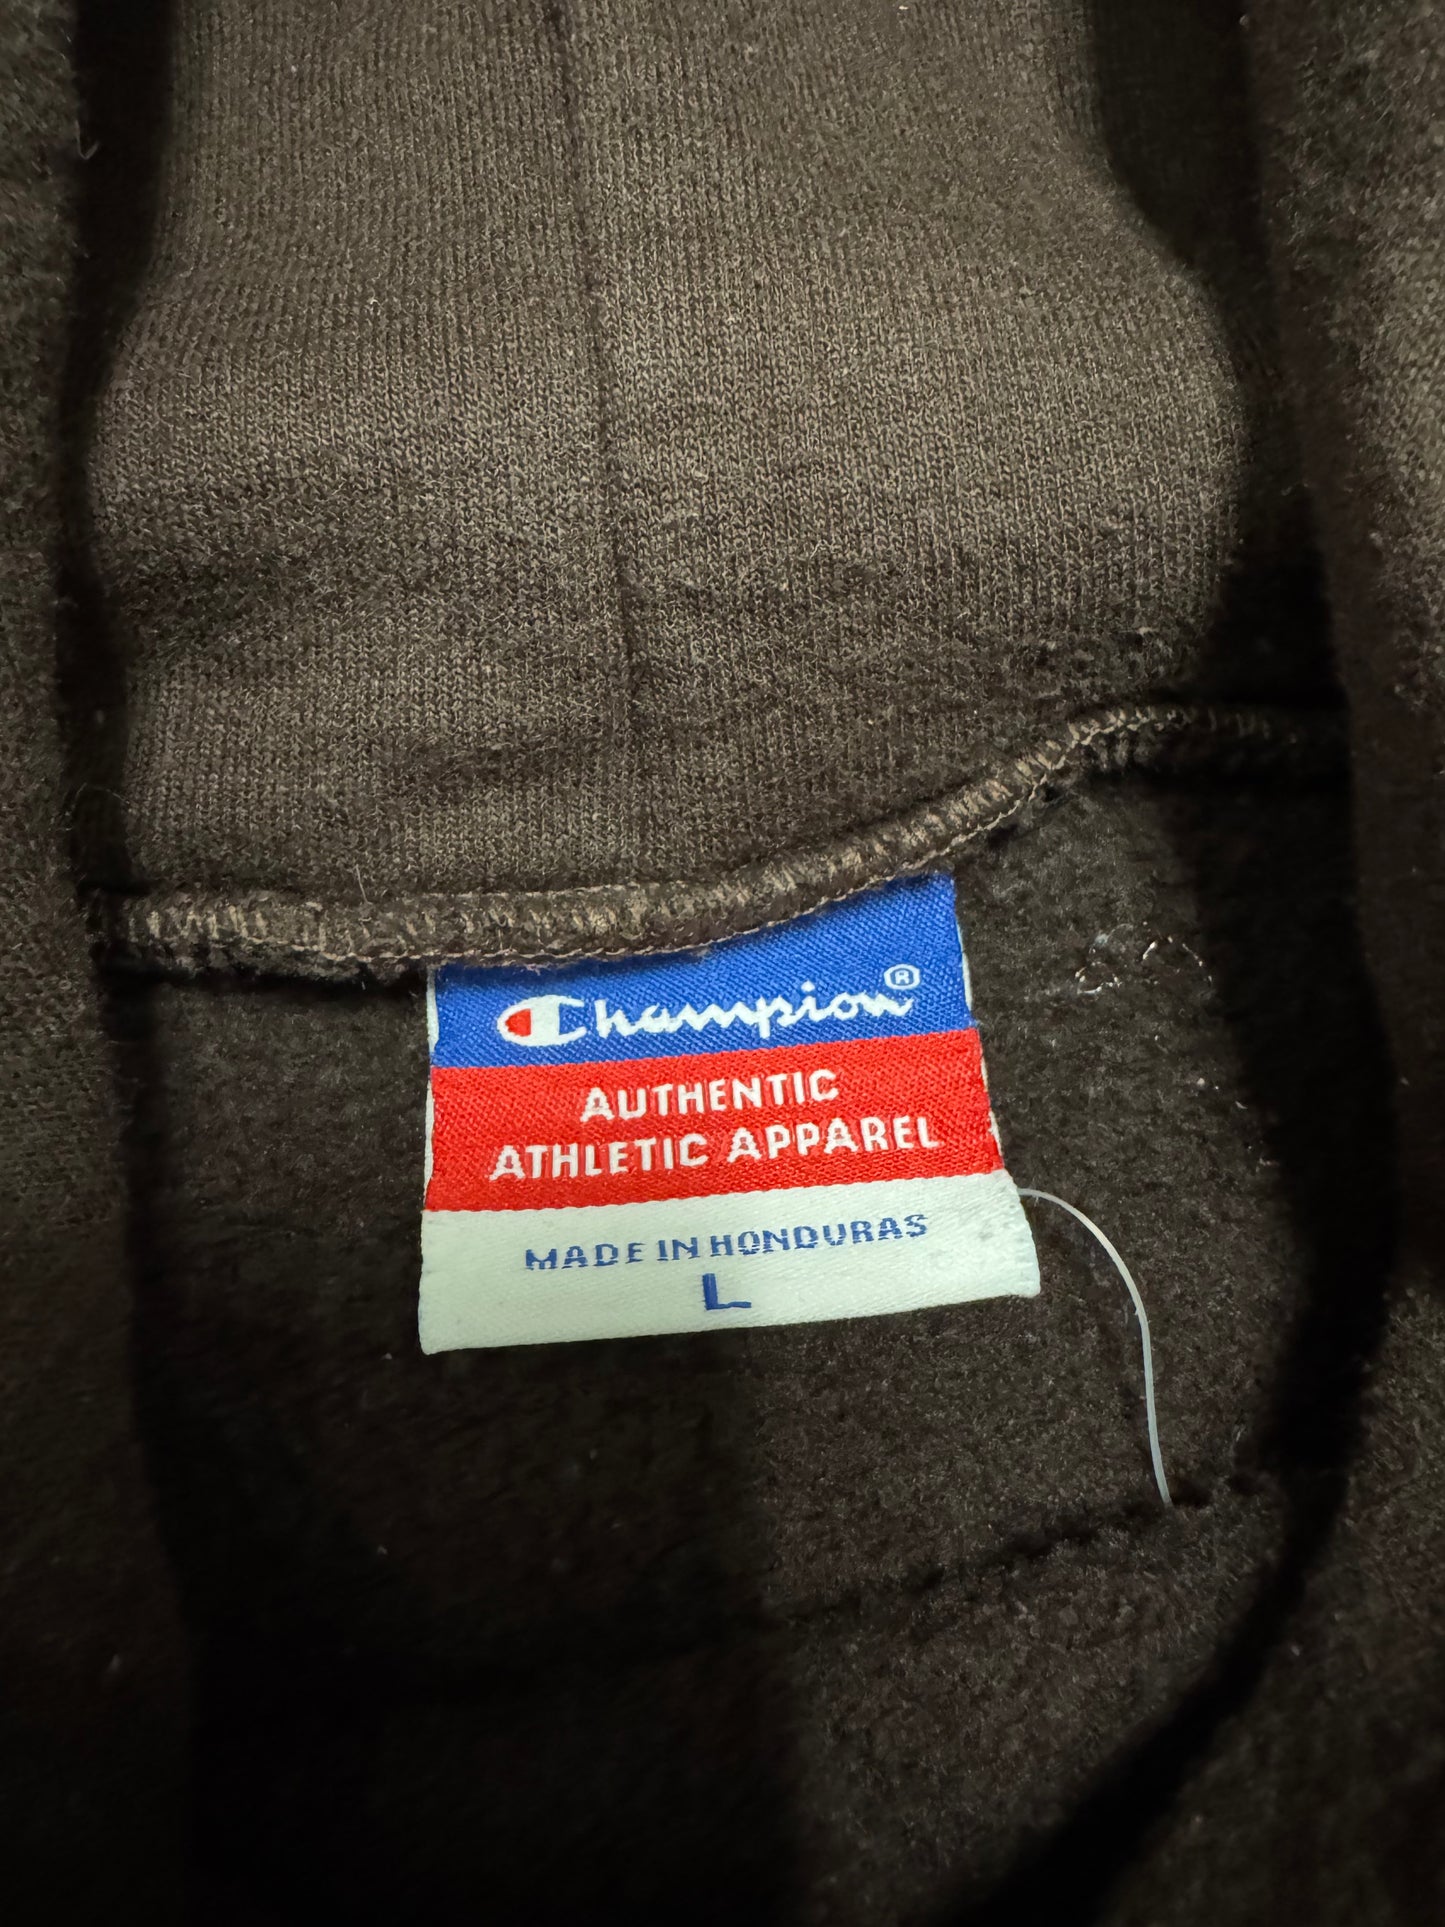 Champion®
AUTHENTIC
ATHLETIC APPAREL
MADE IN HONDURAS
L